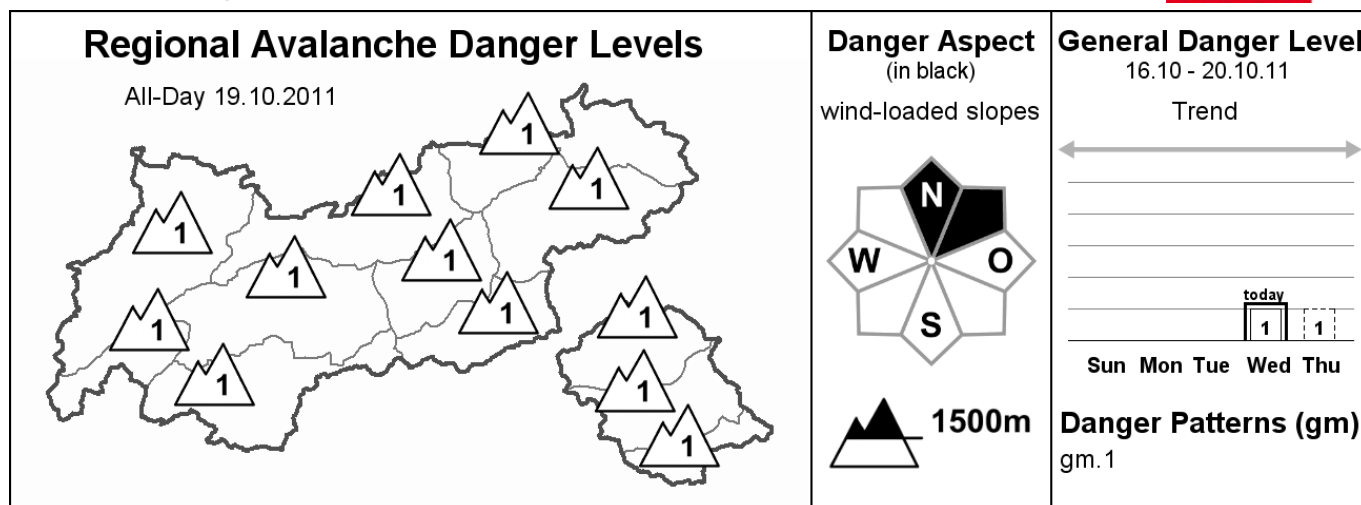 Regional Avalanche Danger Levels
All-Day 19.10.2011
1
1
1
1
1
1
1
1
1
1
1
1
Danger Aspect
(in black)
wind-loaded slopes
N
W O
S
1500m
General Danger Level
16.10 - 20.10.11
Trend
today
1 1
Sun Mon Tue Wed Thu
Danger Patterns (gm)
gm.1